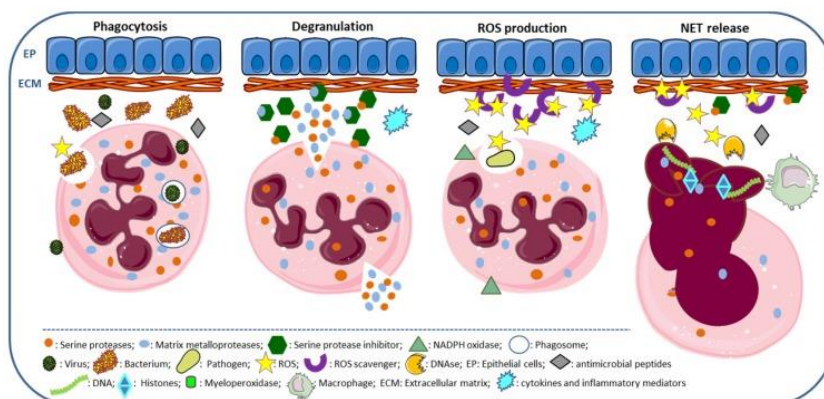 Phagocytosis Degranulation ROS production NET release
EP
ECM
: Serine proteases; : Matrix metalloproteases; : Serine protease inhibitor; : NADPH oxidase; : Phagosome;
: Virus; : Bacterium; : Pathogen; : ROS; : ROS scavenger; : DNAse; EP: Epithelial cells; : antimicrobial peptides
: DNA; : Histones; : Myeloperoxidase; : Macrophage; ECM: Extracellular matrix; : cytokines and inflammatory mediators